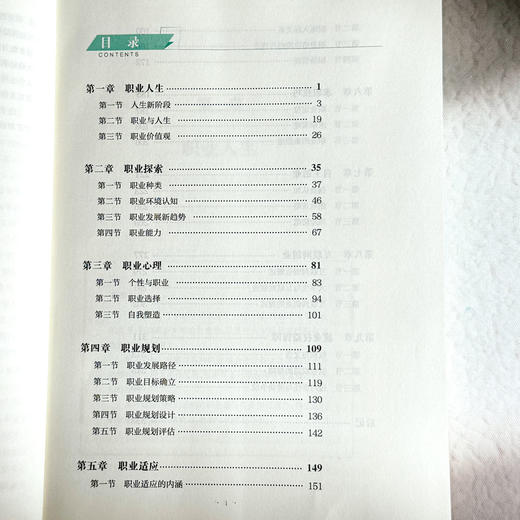 目 录
CONTENTS
第一章 职业人生 1
第一节 人生新阶段 3
第二节 职业与人生 19
第三节 职业价值观 26
第二章 职业探索 35
第一节 职业种类 37
第二节 职业环境认知 46
第三节 职业发展新趋势 58
第四节 职业能力 67
第三章 职业心理 81
第一节 个性与职业 83
第二节 职业选择 94
第三节 自我塑造 101
第四章 职业规划 109
第一节 职业发展路径 111
第二节 职业目标确立 119
第三节 职业规划策略 130
第四节 职业规划设计 136
第五节 职业规划评估 142
第五章 职业适应 149
第一节 职业适应的内涵 151